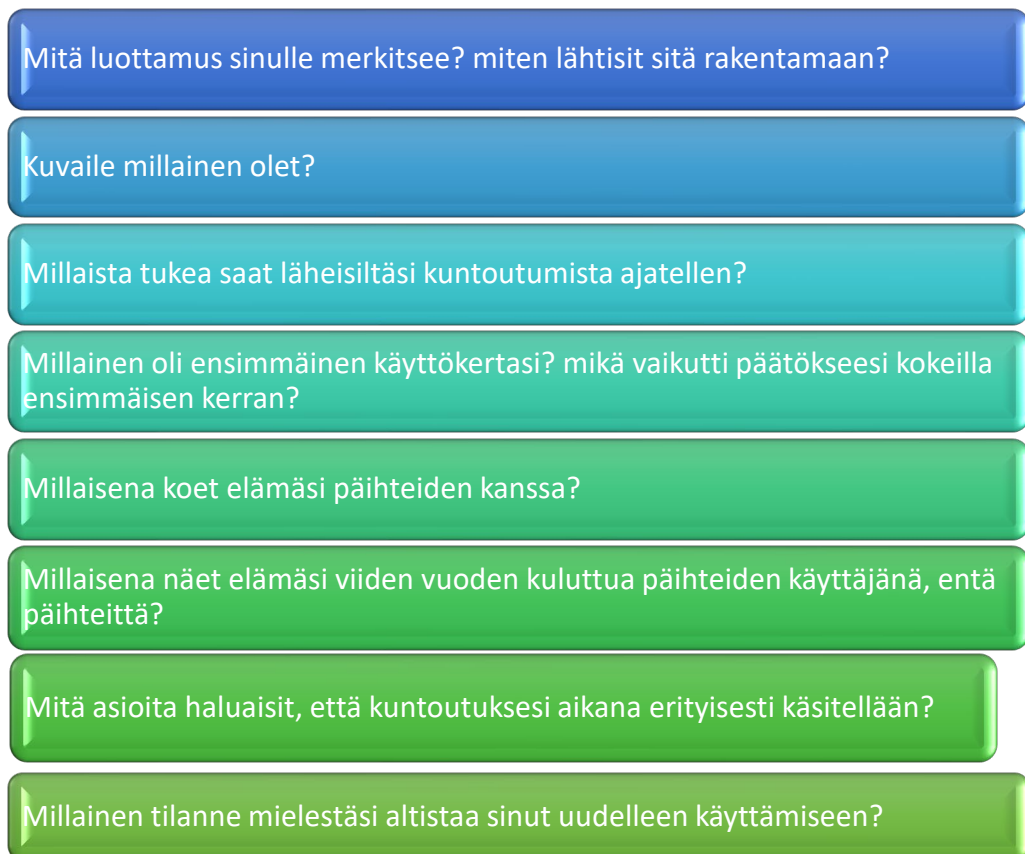 Mitä luottamus sinulle merkitsee? miten lähtisit sitä rakentamaan?
Kuvaile millainen olet?
Millaista tukea saat läheisiltäsi kuntoutumista ajatellen?
Millainen oli ensimmäinen käyttökertasi? mikä vaikutti päätökseesi kokeilla
ensimmäisen kerran?
Millaisena koet elämäsi päihteiden kanssa?
Millaisena näet elämäsi viiden vuoden kuluttua päihteiden käyttäjänä, entä
päihteittä?
Mitä asioita haluaisit, että kuntoutuksesi aikana erityisesti käsitellään?
Millainen tilanne mielestäsi altistaa sinut uudelleen käyttämiseen?